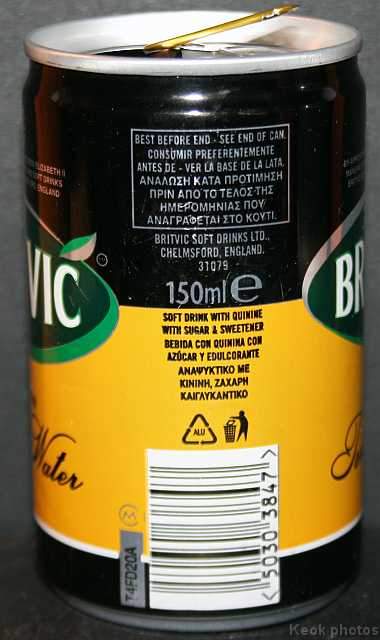 BEST BEFORE END - SEE END OF CAN.
CONSUMIR PREFERENTEMENTE
ANTES DE - VER LA BASE DE LA LATA.
ΑΝΑΛΩΣΗ ΚΑΤΑ ΠΡΟΤΙΜΗΣΗ
ΠΡΙΝ ΑΠΟ ΤΟ ΤΕΛΟΣ ΤΗΣ
ΗΜΕΡΟΜΗΝΙΑΣ ΠΟΥ
ΑΝΑΓΡΑΦΕΤΑΙ ΣΤΟ ΚΟΥΤΙ.
BRITVIC SOFT DRINKS LTD.,
CHELMSFORD, ENGLAND.
31079
150ml e
VIC
BR
SOFT DRINK WITH QUININE
WITH SUGAR & SWEETENER
BEBIDA CON QUININA CON
AZÚCAR Y EDULCORANTE
ΑΝΑΨΥΚΤΙΚΟ ΜΕ
ΚΙΝΙΝΗ, ΖΑΧΑΡΗ
ΚΑΙ ΓΛΥΚΑΝΤΙΚΟ
ALU
Water
M
T4FD20A
<5030 3847>
Keok photos